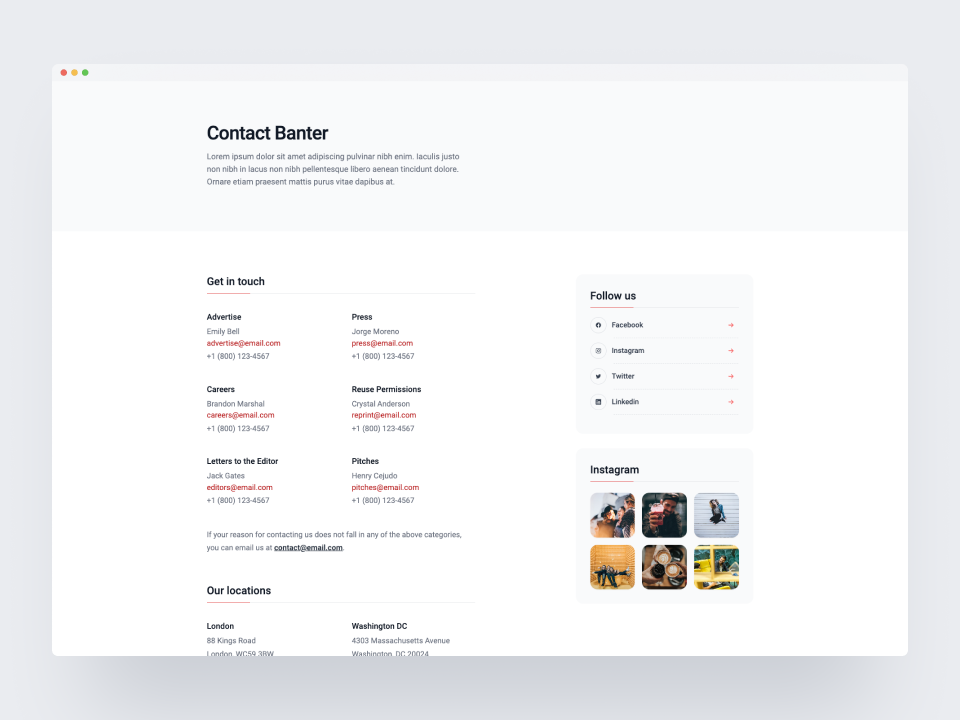 Contact Banter
Lorem ipsum dolor sit amet adipiscing pulvinar nibh enim. Iaculis justo
non nibh in lacus non nibh pellentesque libero aenean tincidunt dolore.
Ornare etiam praesent mattis purus vitae dapibus at.
Get in touch
Advertise
Emily Bell
advertise@email.com
+1 (800) 123-4567
Press
Jorge Moreno
press@email.com
+1 (800) 123-4567
Careers
Brandon Marshal
careers@email.com
+1 (800) 123-4567
Reuse Permissions
Crystal Anderson
reprint@email.com
+1 (800) 123-4567
Letters to the Editor
Jack Gates
editors@email.com
+1 (800) 123-4567
Pitches
Henry Cejudo
pitches@email.com
+1 (800) 123-4567
If your reason for contacting us does not fall in any of the above categories,
you can email us at contact@email.com.
Our locations
London
88 Kings Road
London, WC59 3BW
Washington DC
4303 Massachusetts Avenue
Washington, DC 20024
Follow us
Facebook
Instagram
Twitter
Linkedin
Instagram